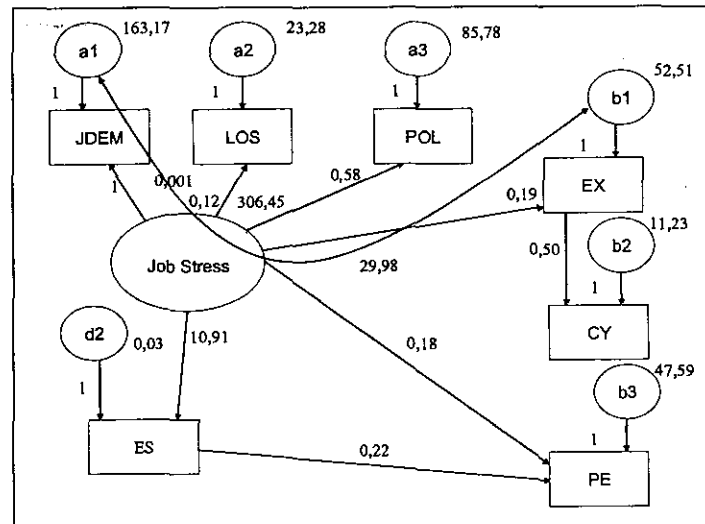 a1 163,17
a2 23,28
a3 85,78
b1 52,51
1
1
1
1
JDEM
LOS
POL
EX
1
0,001
0,12
306,45
0,58
0,19
Job Stress
29,98
0,50
b2 11,23
1
CY
d2 0,03
10,91
0,18
b3 47,59
1
1
ES
0,22
PE